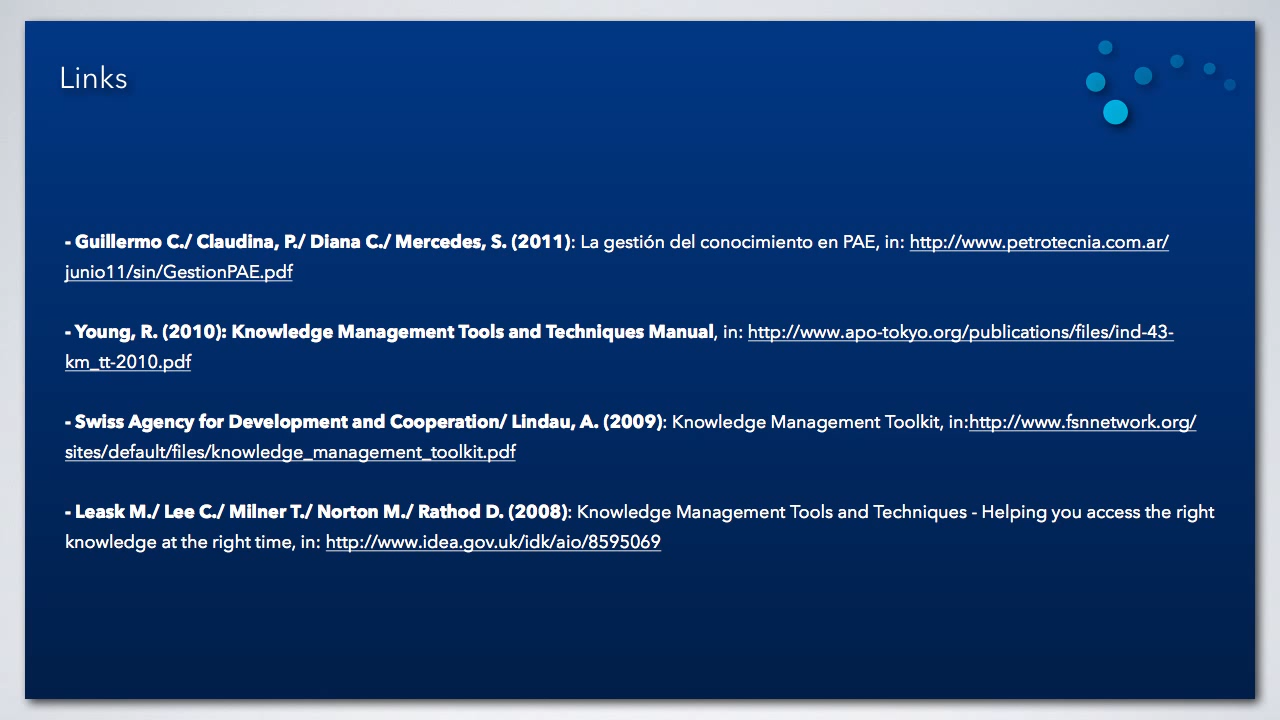 Links
- Guillermo C./ Claudina, P./ Diana C./ Mercedes, S. (2011): La gestión del conocimiento en PAE, in: http://www.petrotecnia.com.ar/
junio11/sin/GestionPAE.pdf
- Young, R. (2010): Knowledge Management Tools and Techniques Manual, in: http://www.apo-tokyo.org/publications/files/ind-43-
km_tt-2010.pdf
- Swiss Agency for Development and Cooperation/ Lindau, A. (2009): Knowledge Management Toolkit, in:http://www.fsnnetwork.org/
sites/default/files/knowledge_management_toolkit.pdf
- Leask M./ Lee C./ Milner T./ Norton M./ Rathod D. (2008): Knowledge Management Tools and Techniques - Helping you access the right
knowledge at the right time, in: http://www.idea.gov.uk/idk/aio/8595069